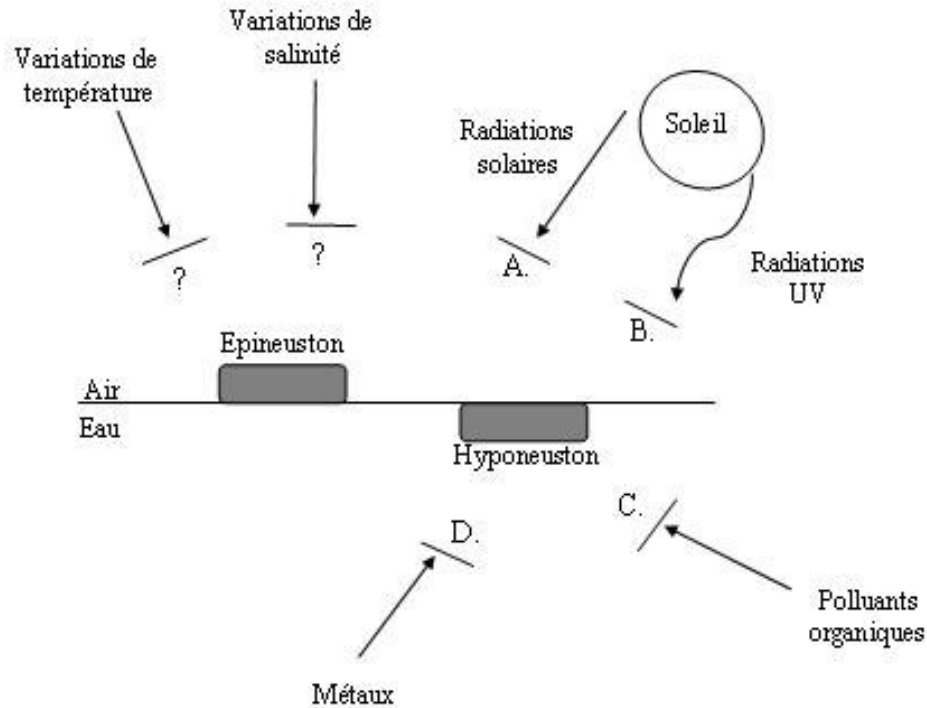 Variations de
température
Variations de
salinité
Radiations
solaires
Soleil
Radiations
UV
?
?
A.
B.
Epineuston
Air
Eau
Hyponeuston
D.
C.
Polluants
organiques
Métaux